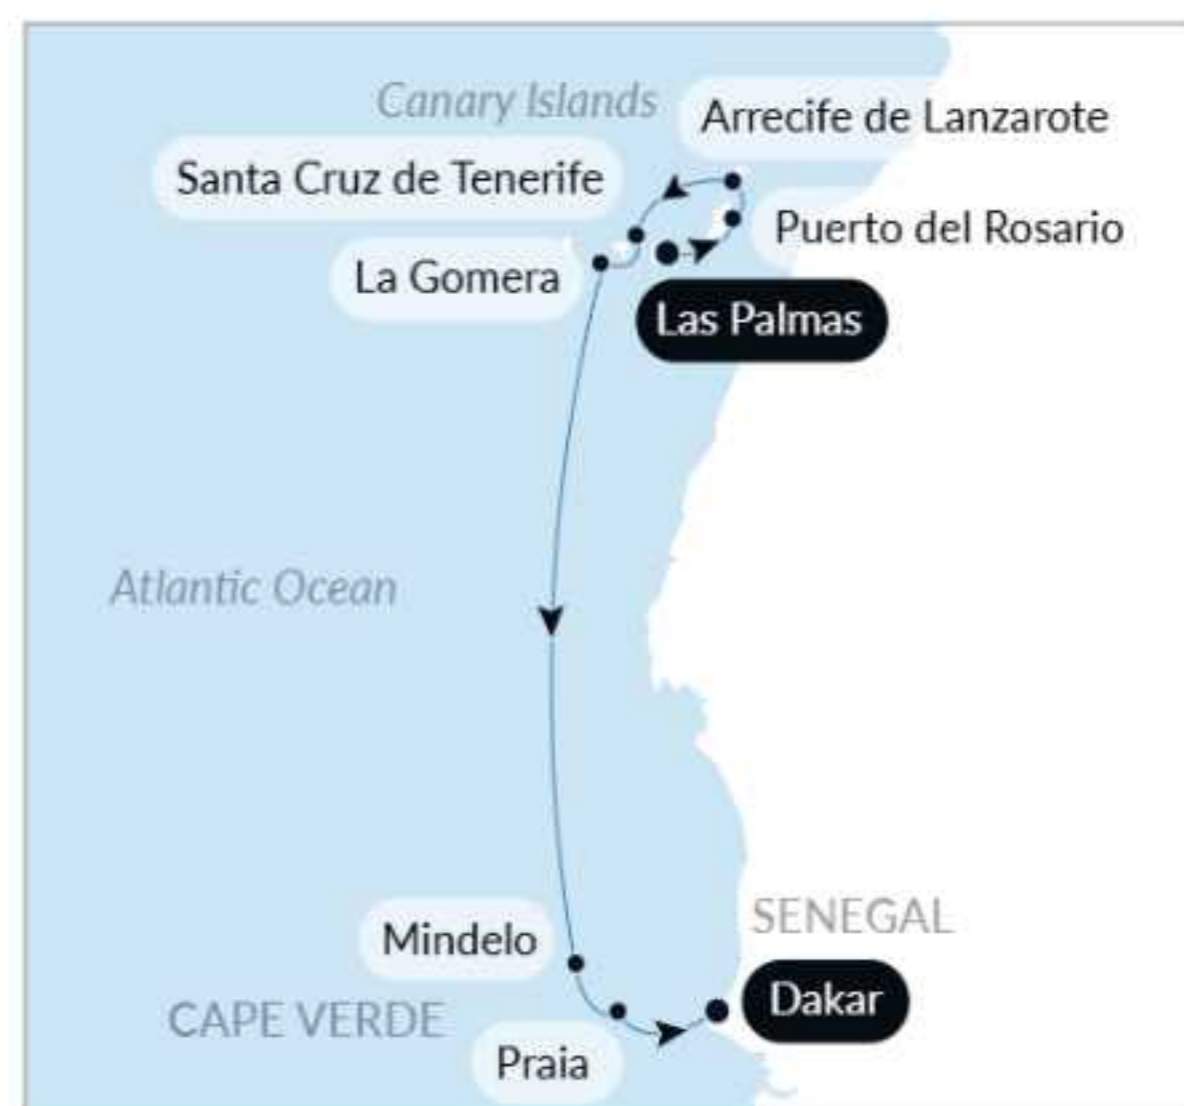 Canary Islands
Arrecife de Lanzarote
Santa Cruz de Tenerife
Puerto del Rosario
La Gomera
Las Palmas
Atlantic Ocean
SENEGAL
Mindelo
Dakar
CAPE VERDE
Praia